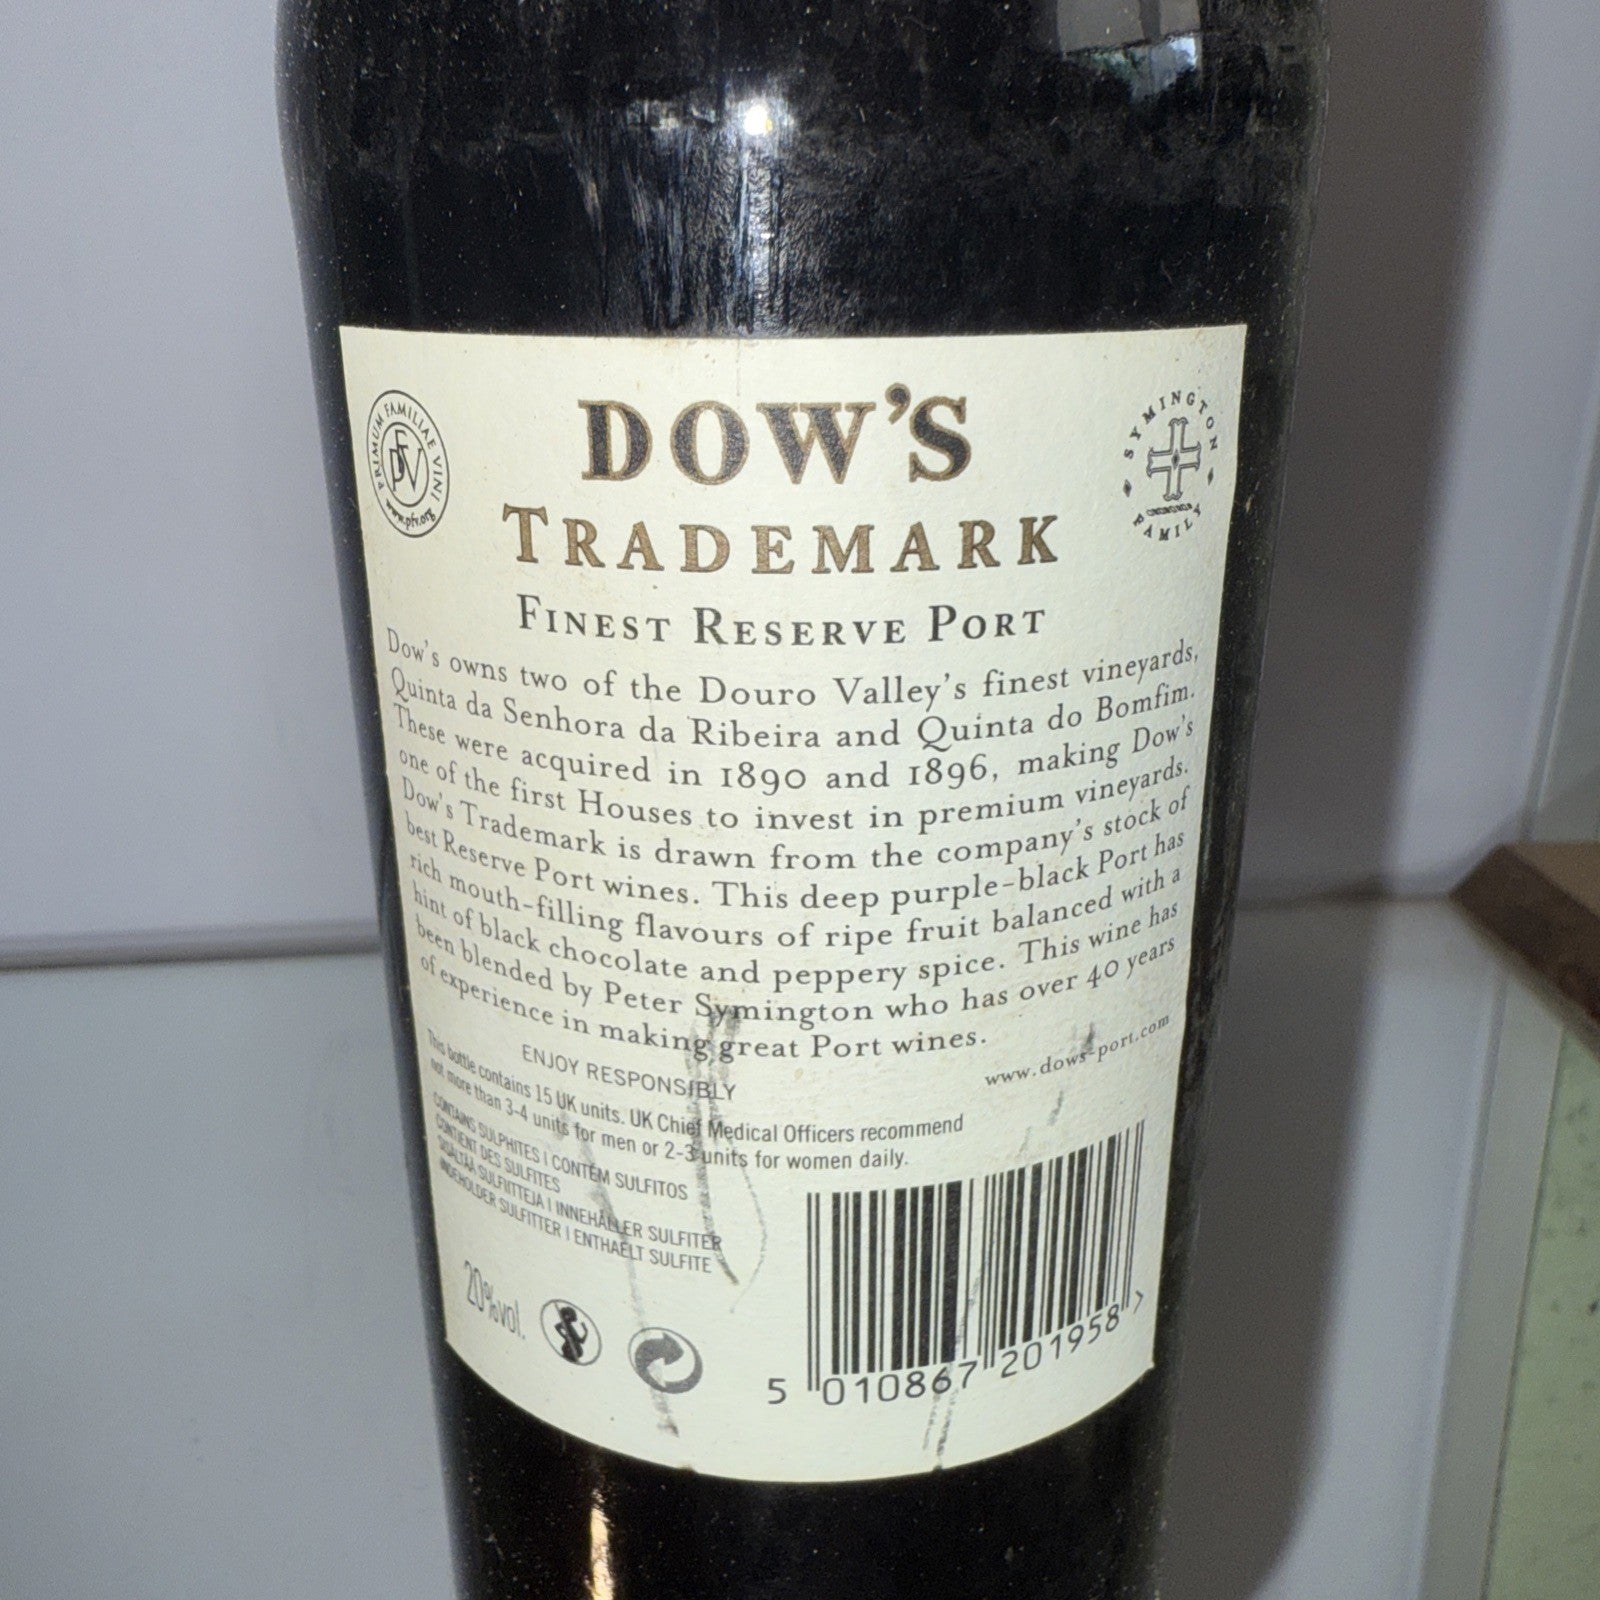 PRIMUM FAMILIAE VINI
PFV
www.pfv.org
DOW'S
SYMINGTON
FAMILY
TRADEMARK
FINEST RESERVE PORT
Dow's owns two of the Douro Valley's finest vineyards,
Quinta da Senhora da Ribeira and Quinta do Bomfim.
These were acquired in 1890 and 1896, making Dow's
one of the first Houses to invest in premium vineyards.
Dow's Trademark is drawn from the company's stock of
best Reserve Port wines. This deep purple-black Port has
rich mouth-filling flavours of ripe fruit balanced with a
hint of black chocolate and peppery spice. This wine has
been blended by Peter Symington who has over 40 years
of experience in making great Port wines.
www.dows-port.com
ENJOY RESPONSIBLY
This bottle contains 15 UK units. UK Chief Medical Officers recommend
not more than 3-4 units for men or 2-3 units for women daily.
CONTAINS SULPHITES | CONTÉM SULFITOS
CONTIENT DES SULFITES
SISÄLTÄÄ SULFIITTEJA | INNEHÅLLER SULFITER
INDEHOLDER SULFITTER | ENTHAELT SULFITE
20%vol.
5 010867 201958 >